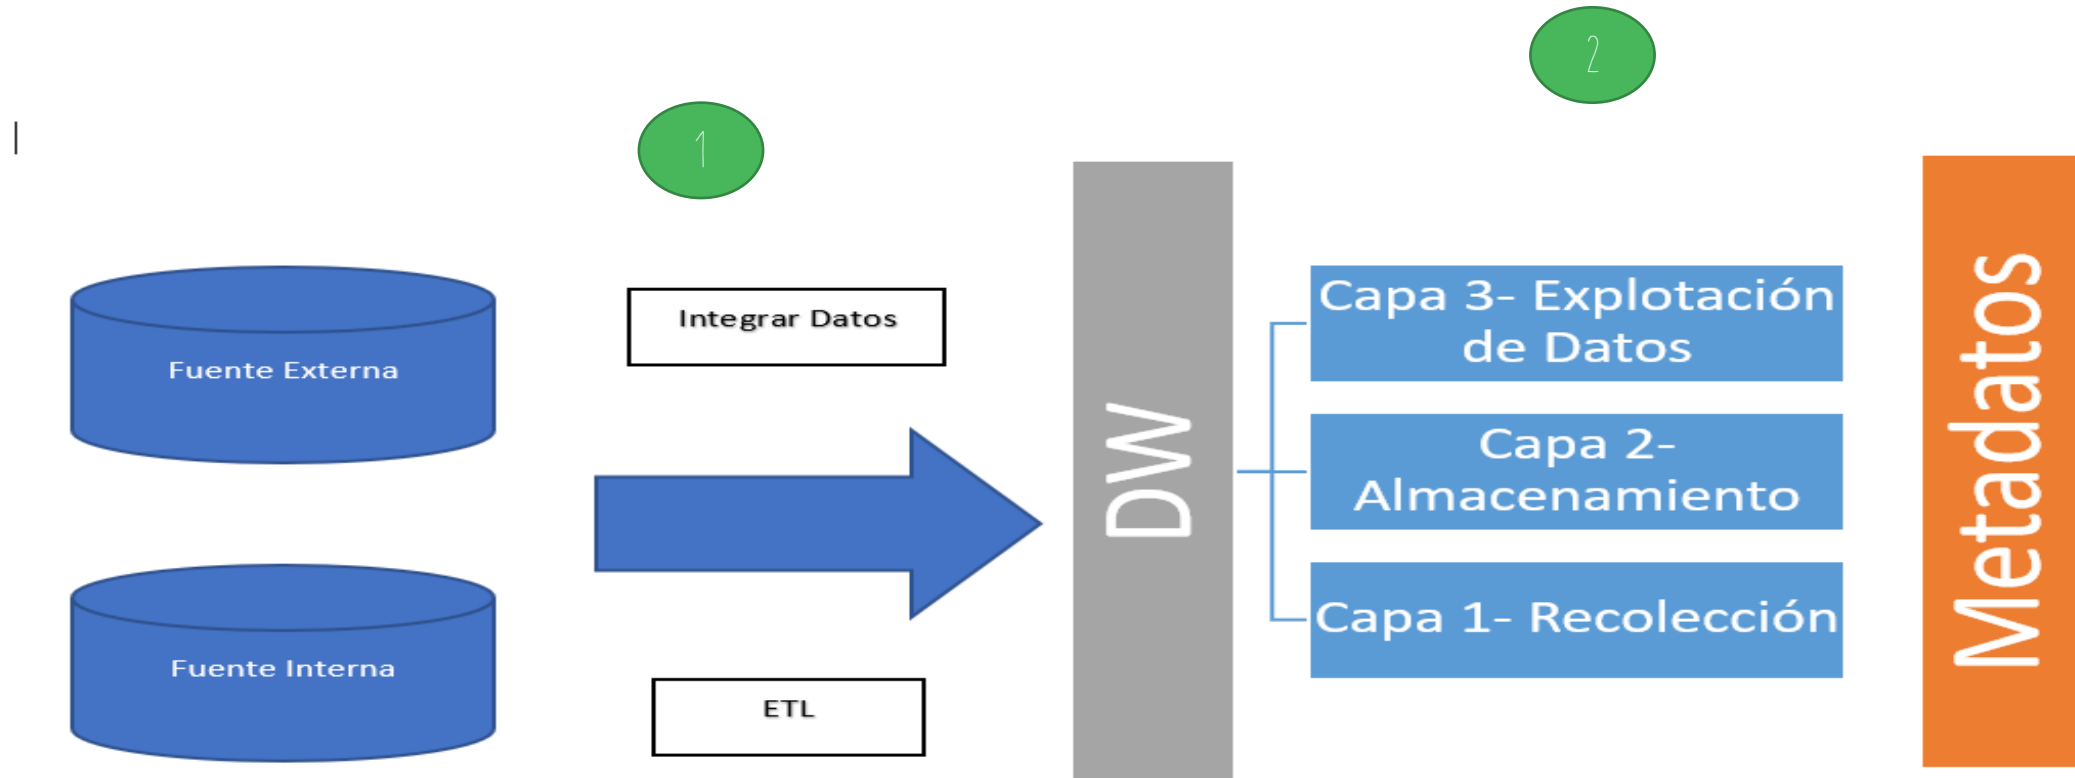 2
1
Fuente Externa
Integrar Datos
Fuente Interna
ETL
DW
Capa 3- Explotación
de Datos
Capa 2-
Almacenamiento
Capa 1- Recolección
Metadatos